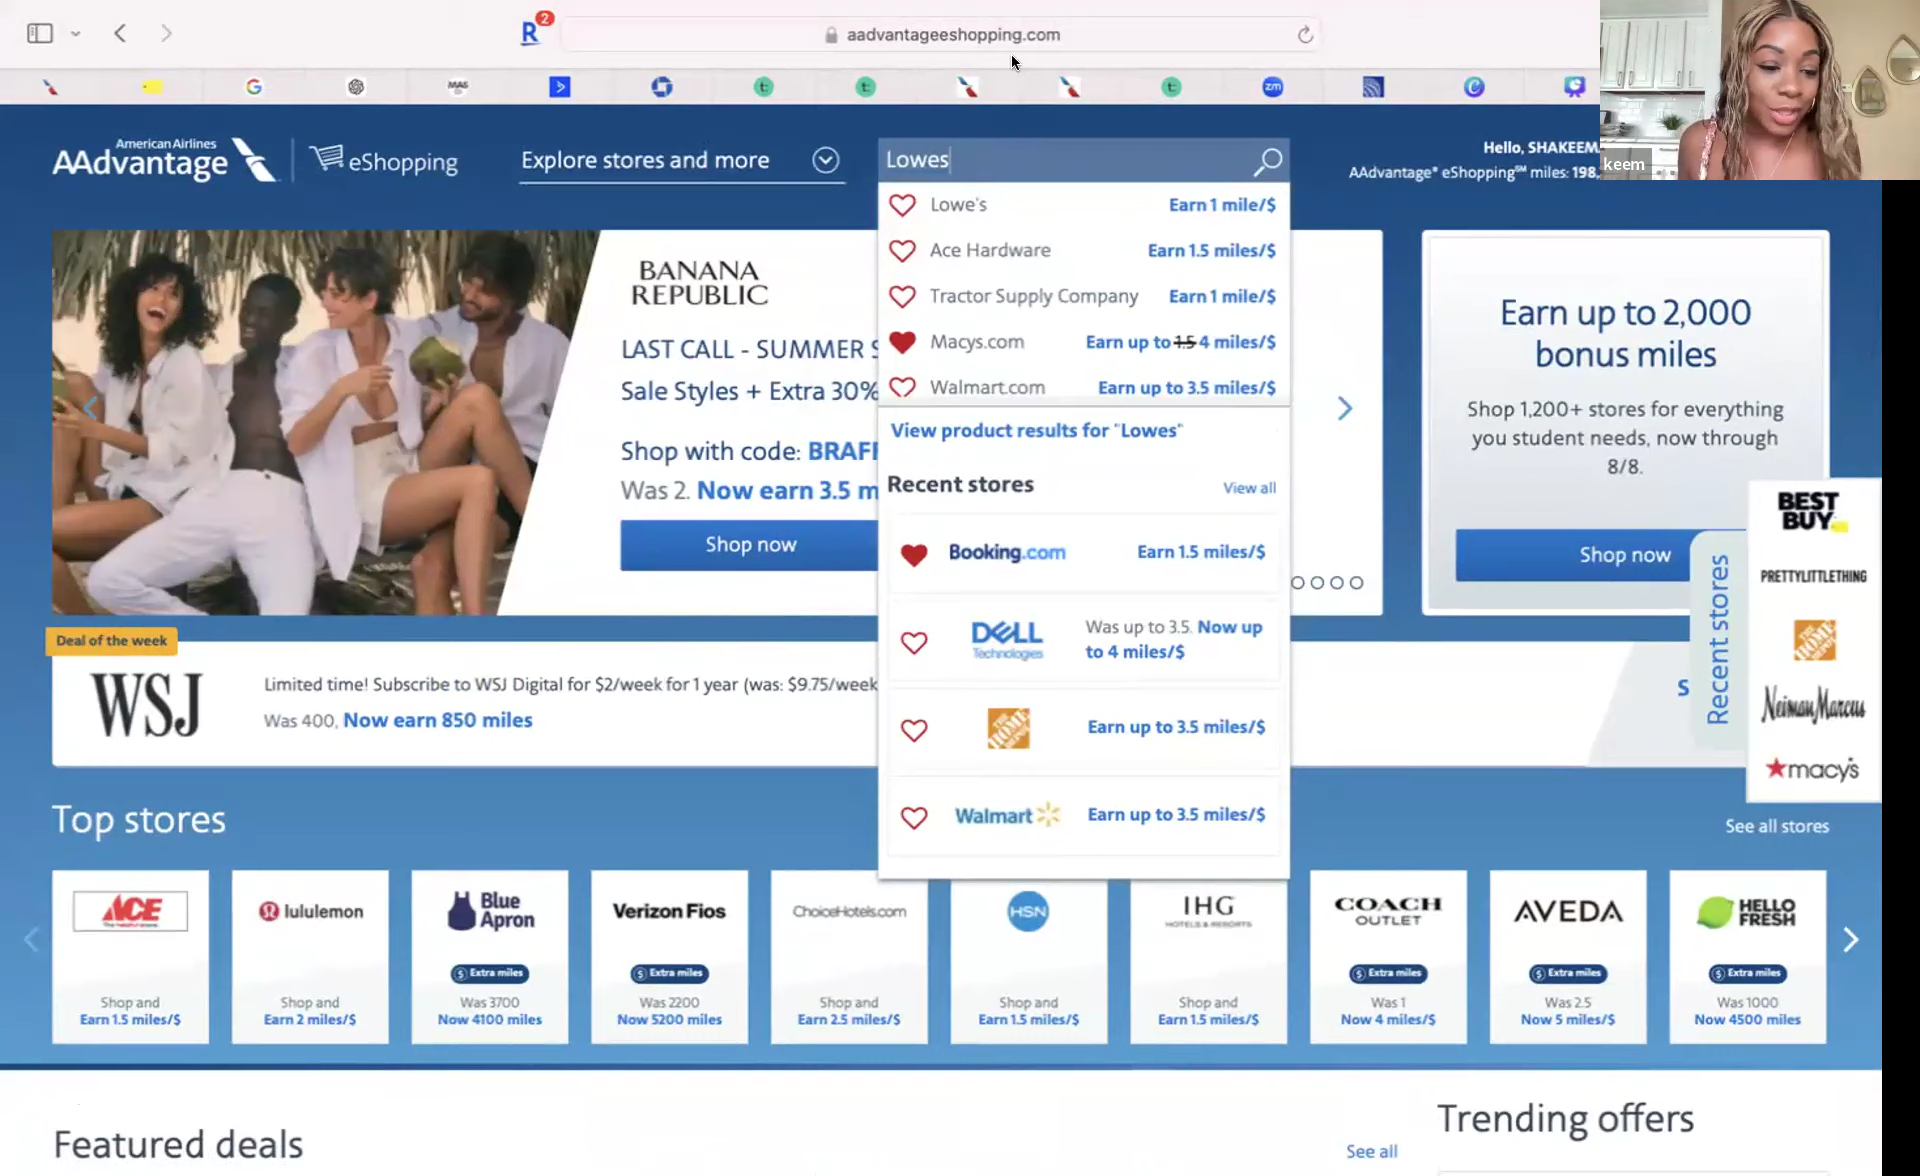 R 2
aadvantageeshopping.com
MAS
zm
keem
American Airlines
AAdvantage
eShopping
Explore stores and more
Lowes
Hello, SHAKEEM
AAdvantage® eShopping℠ miles: 198,
Lowe's Earn 1 mile/$
Ace Hardware Earn 1.5 miles/$
Tractor Supply Company Earn 1 mile/$
Macys.com Earn up to 1.5 4 miles/$
Walmart.com Earn up to 3.5 miles/$
View product results for "Lowes"
Recent stores View all
Booking.com Earn 1.5 miles/$
DELL Technologies
Was up to 3.5. Now up
to 4 miles/$
THE HOME DEPOT Earn up to 3.5 miles/$
Walmart Earn up to 3.5 miles/$
BANANA
REPUBLIC
LAST CALL - SUMMER S
Sale Styles + Extra 30%
Shop with code: BRAF
Was 2. Now earn 3.5 m
Shop now
Earn up to 2,000
bonus miles
Shop 1,200+ stores for everything
you student needs, now through
8/8.
Shop now
Recent stores
BEST
BUY
PRETTYLITTLETHING
THE HOME DEPOT
Neiman Marcus
macy's
Deal of the week
WSJ
Limited time! Subscribe to WSJ Digital for $2/week for 1 year (was: $9.75/week
Was 400, Now earn 850 miles
S
Top stores
See all stores
ACE
Shop and
Earn 1.5 miles/$
lululemon
Shop and
Earn 2 miles/$
Blue
Apron
Extra miles
Was 3700
Now 4100 miles
Verizon Fios
Extra miles
Was 2200
Now 5200 miles
ChoiceHotels.com
Shop and
Earn 2.5 miles/$
HSN
Shop and
Earn 1.5 miles/$
IHG
HOTELS & RESORTS
Shop and
Earn 1.5 miles/$
COACH
OUTLET
Extra miles
Was 1
Now 4 miles/$
AVEDA
Extra miles
Was 2.5
Now 5 miles/$
HELLO
FRESH
Extra miles
Was 1000
Now 4500 miles
Featured deals
See all
Trending offers